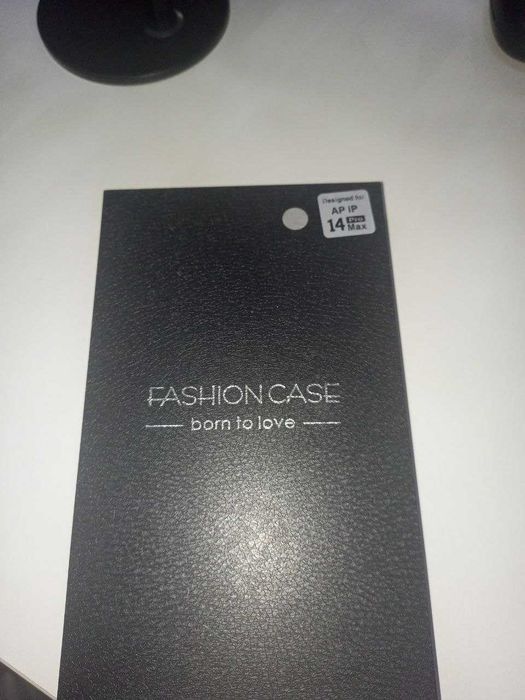 Designed for
AP IP
14 Pro Max
FASHION CASE
born to love